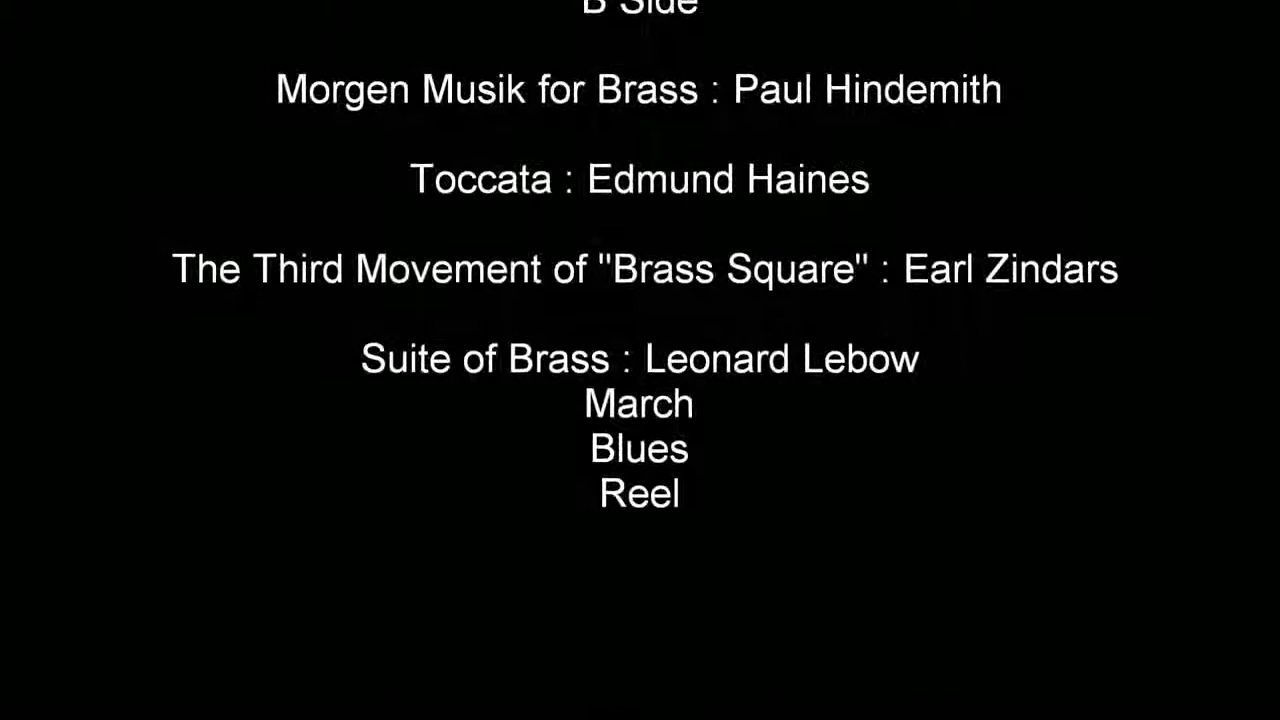 B Side
Morgen Musik for Brass : Paul Hindemith
Toccata : Edmund Haines
The Third Movement of "Brass Square" : Earl Zindars
Suite of Brass : Leonard Lebow
March
Blues
Reel